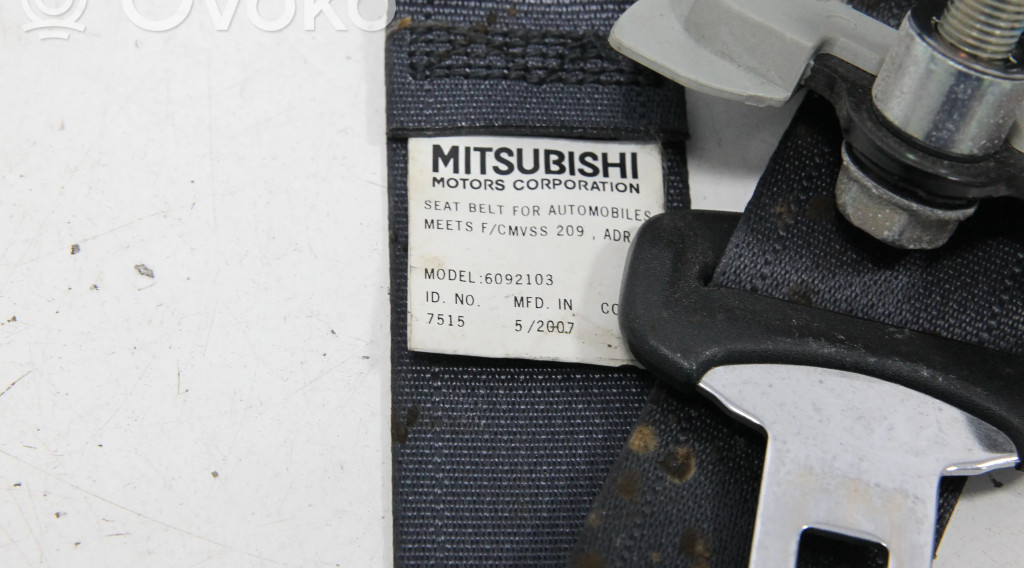 OVOKO
MITSUBISHI
MOTORS CORPORATION
SEAT BELT FOR AUTOMOBILES
MEETS F/CMVSS 209 , ADR
MODEL:6092103
ID. NO. MFD. IN CO
7515 5/2007